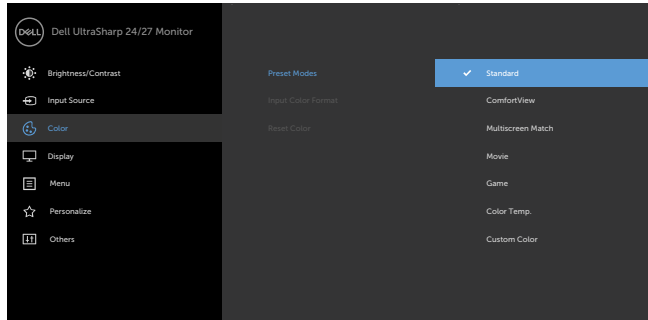 DELL
Dell UltraSharp 24/27 Monitor
Brightness/Contrast
Preset Modes
Standard
Input Source
Input Color Format
ComfortView
Color
Reset Color
Multiscreen Match
Display
Movie
Menu
Game
Personalize
Color Temp.
Others
Custom Color